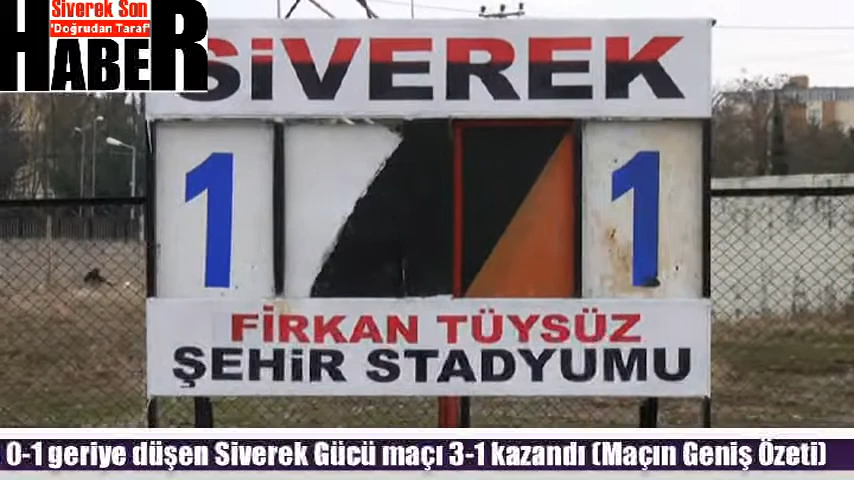 Siverek Son
'Doğrudan Taraf'
HABER
SiVEREK
1 1
FİRKAN TÜYSÜZ
ŞEHiR STADYUMU
0-1 geriye düşen Siverek Gücü maçı 3-1 kazandı (Maçın Geniş Özeti)